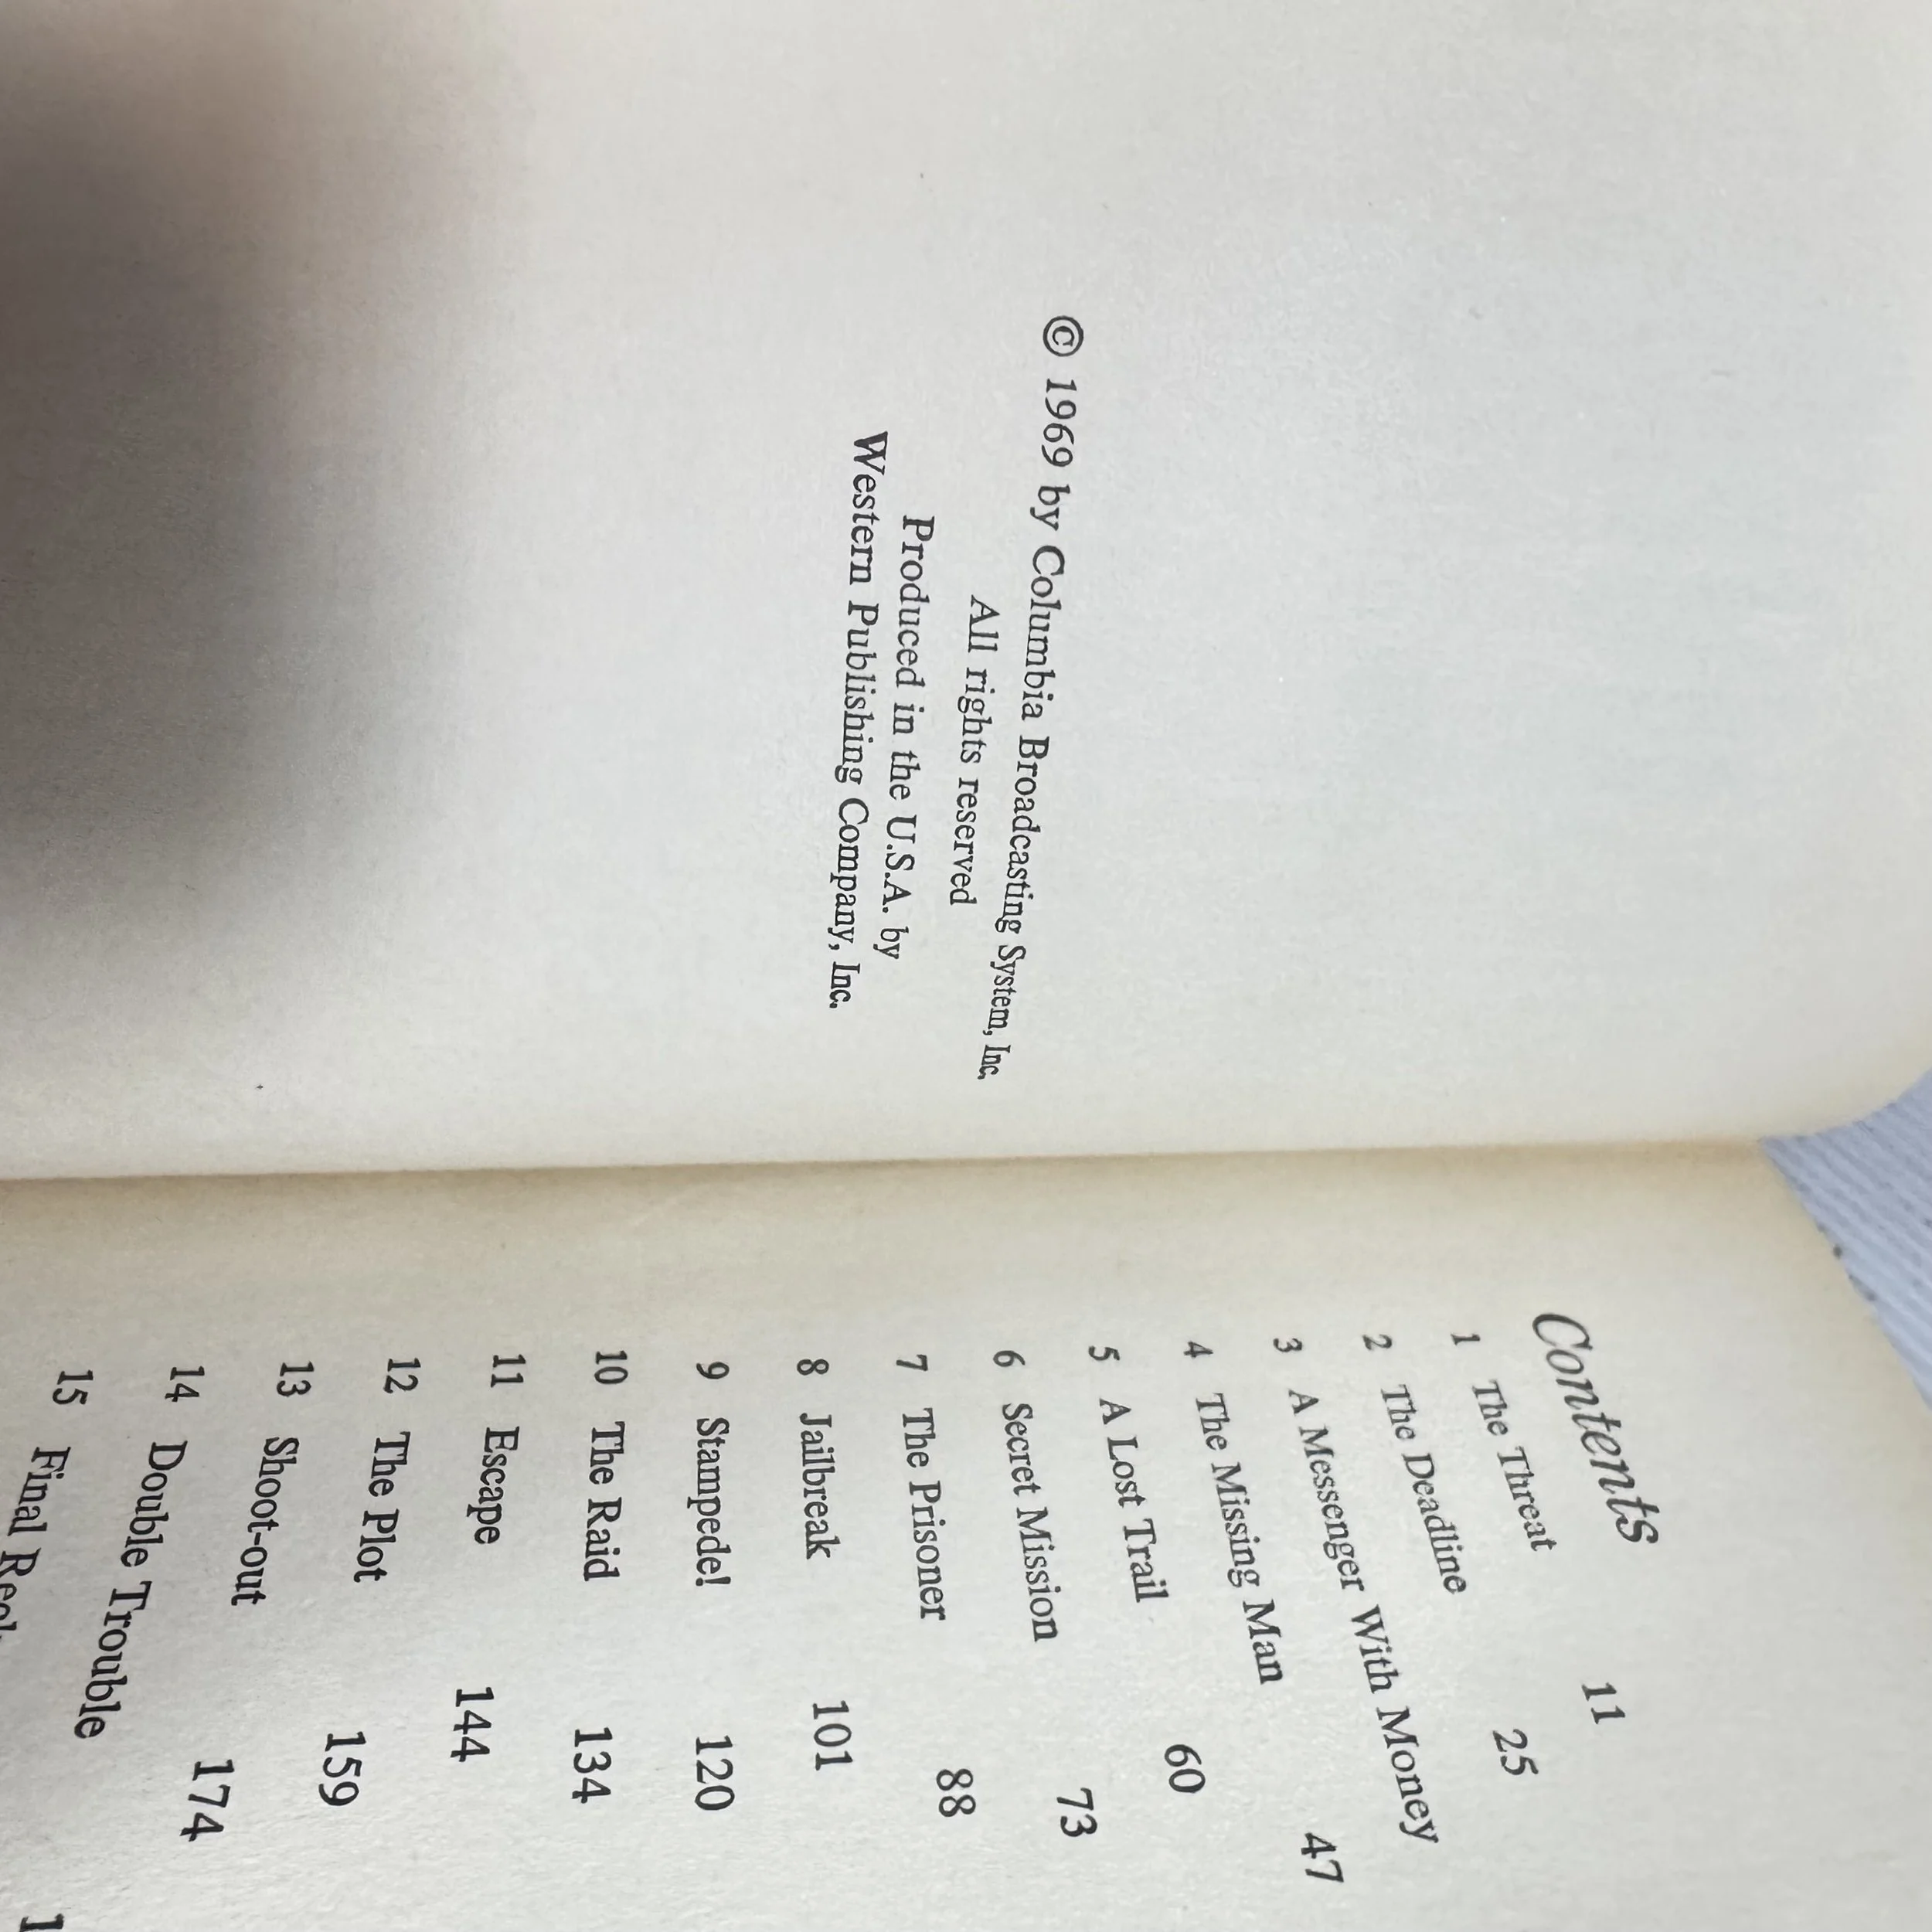 © 1969 by Columbia Broadcasting System, Inc.
All rights reserved
Produced in the U.S.A. by
Western Publishing Company, Inc.
Contents
1 The Threat 11
2 The Deadline 25
3 A Messenger With Money
4 The Missing Man 47
5 A Lost Trail 60
6 Secret Mission 73
7 The Prisoner 88
8 Jailbreak 101
9 Stampede! 120
10 The Raid 134
11 Escape 144
12 The Plot 159
13 Shoot-out 174
14 Double Trouble
15 Final